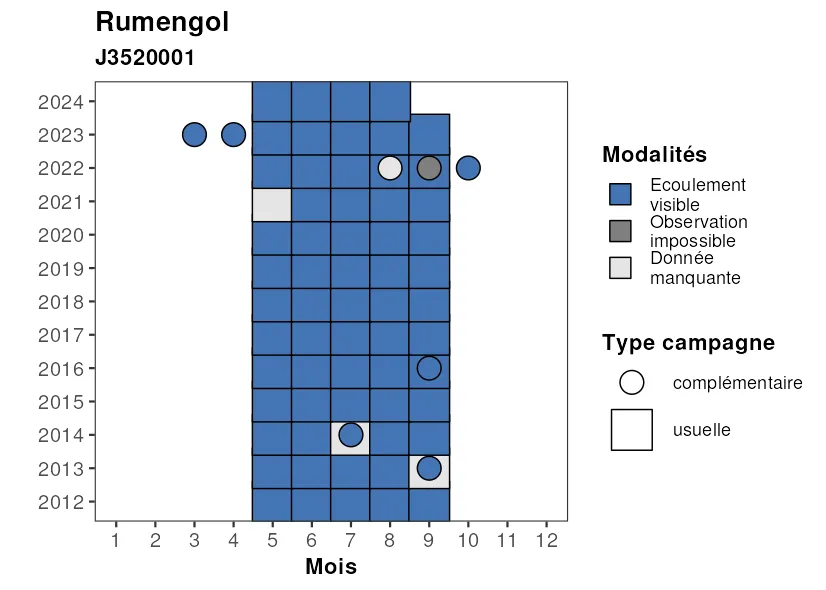 Rumengol
J3520001
2024
2023
2022
2021
2020
2019
2018
2017
2016
2015
2014
2013
2012
1 2 3 4 5 6 7 8 9 10 11 12
Mois
Modalités
Ecoulement
visible
Observation
impossible
Donnée
manquante
Type campagne
complémentaire
usuelle